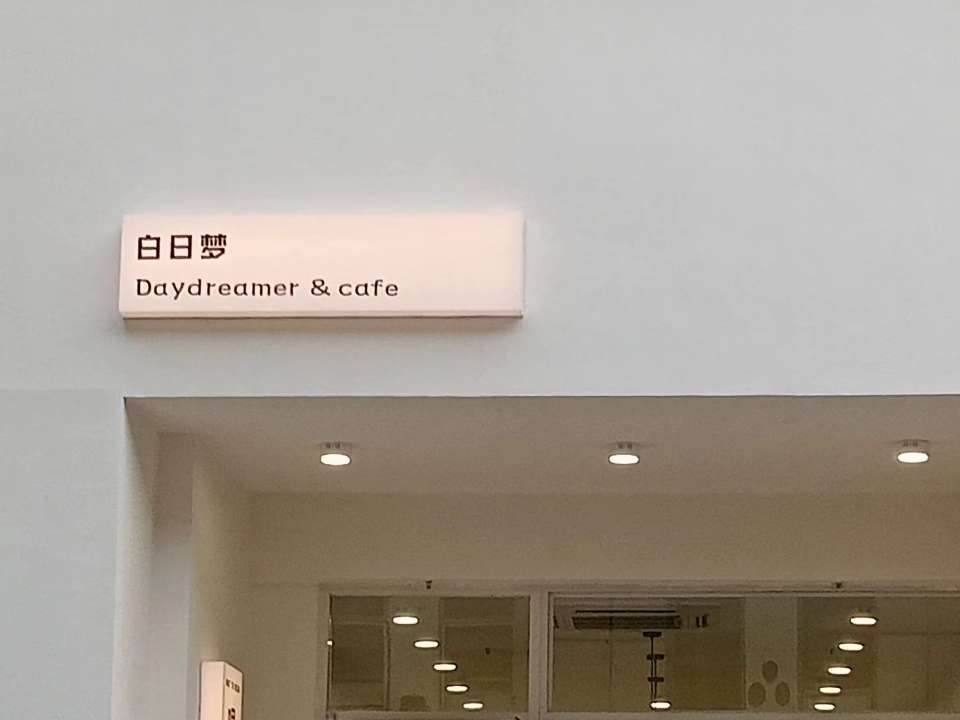 白日梦
Daydreamer & cafe